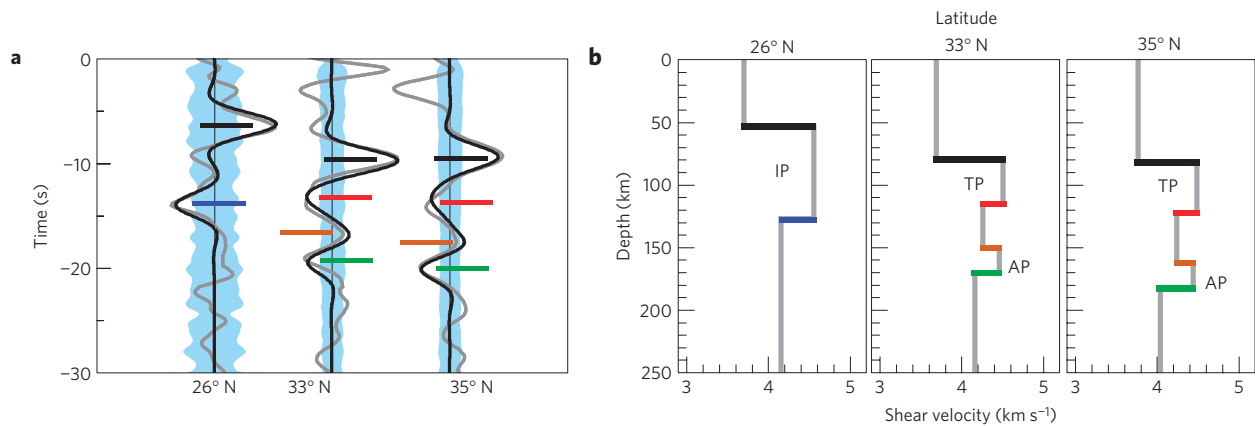 a
0
−10
−20
−30
Time (s)
26° N
33° N
35° N
b
Latitude
26° N
33° N
35° N
0
50
100
150
200
250
Depth (km)
IP
TP
AP
TP
AP
3
4
5
3
4
5
3
4
5
Shear velocity (km s⁻¹)